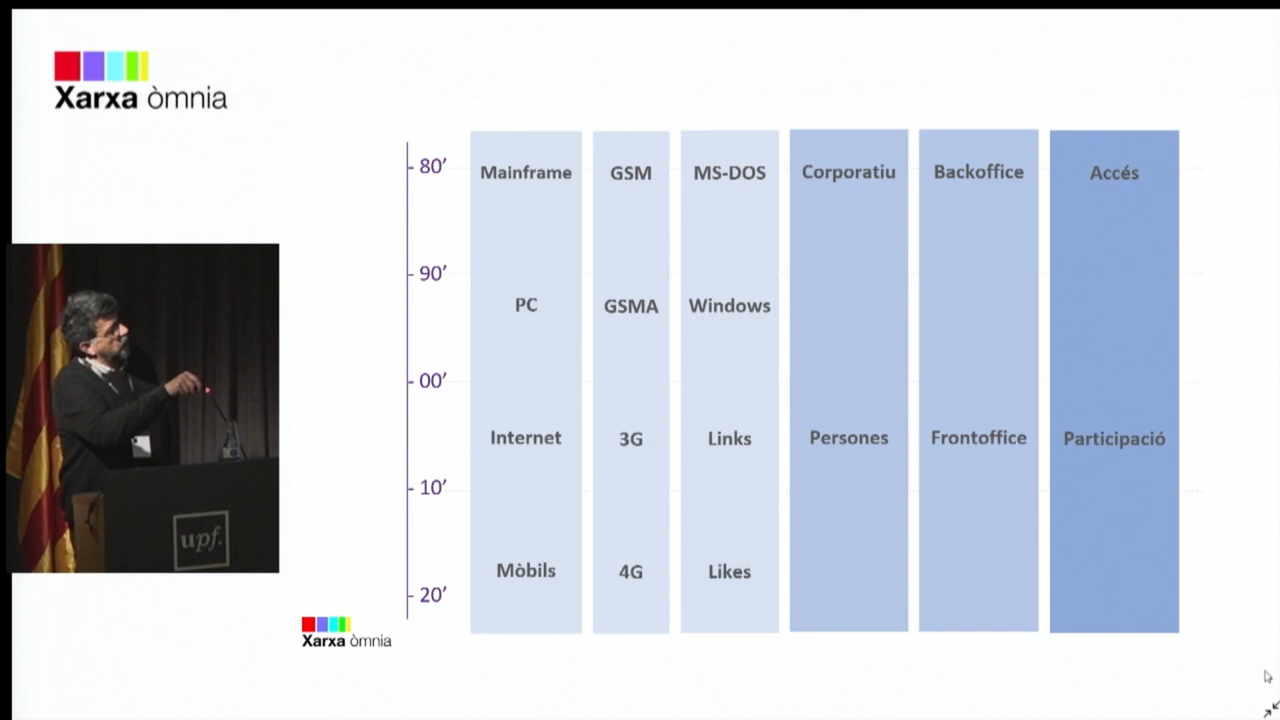 Xarxa òmnia
80’ Mainframe GSM MS-DOS Corporatiu Backoffice Accés
90’
PC GSMA Windows
00’
Internet 3G Links Persones Frontoffice Participació
10’
Mòbils 4G Likes
20’
Xarxa òmnia
upf.